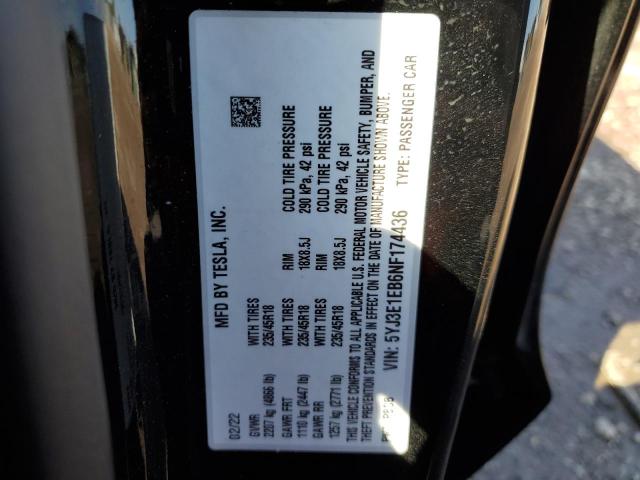 MFD BY TESLA, INC.
02/22
GVWR
2207 kg (4866 lb)
WITH TIRES
235/45R18
RIM
18X8.5J
COLD TIRE PRESSURE
290 kPa, 42 psi
GAWR FRT
1110 kg (2447 lb)
WITH TIRES
235/45R18
RIM
18X8.5J
COLD TIRE PRESSURE
290 kPa, 42 psi
GAWR RR
1257 kg (2771 lb)
THIS VEHICLE CONFORMS TO ALL APPLICABLE U.S. FEDERAL MOTOR VEHICLE SAFETY, BUMPER, AND
THEFT PREVENTION STANDARDS IN EFFECT ON THE DATE OF MANUFACTURE SHOWN ABOVE.
VIN: 5YJ3E1EB6NF174436 TYPE: PASSENGER CAR